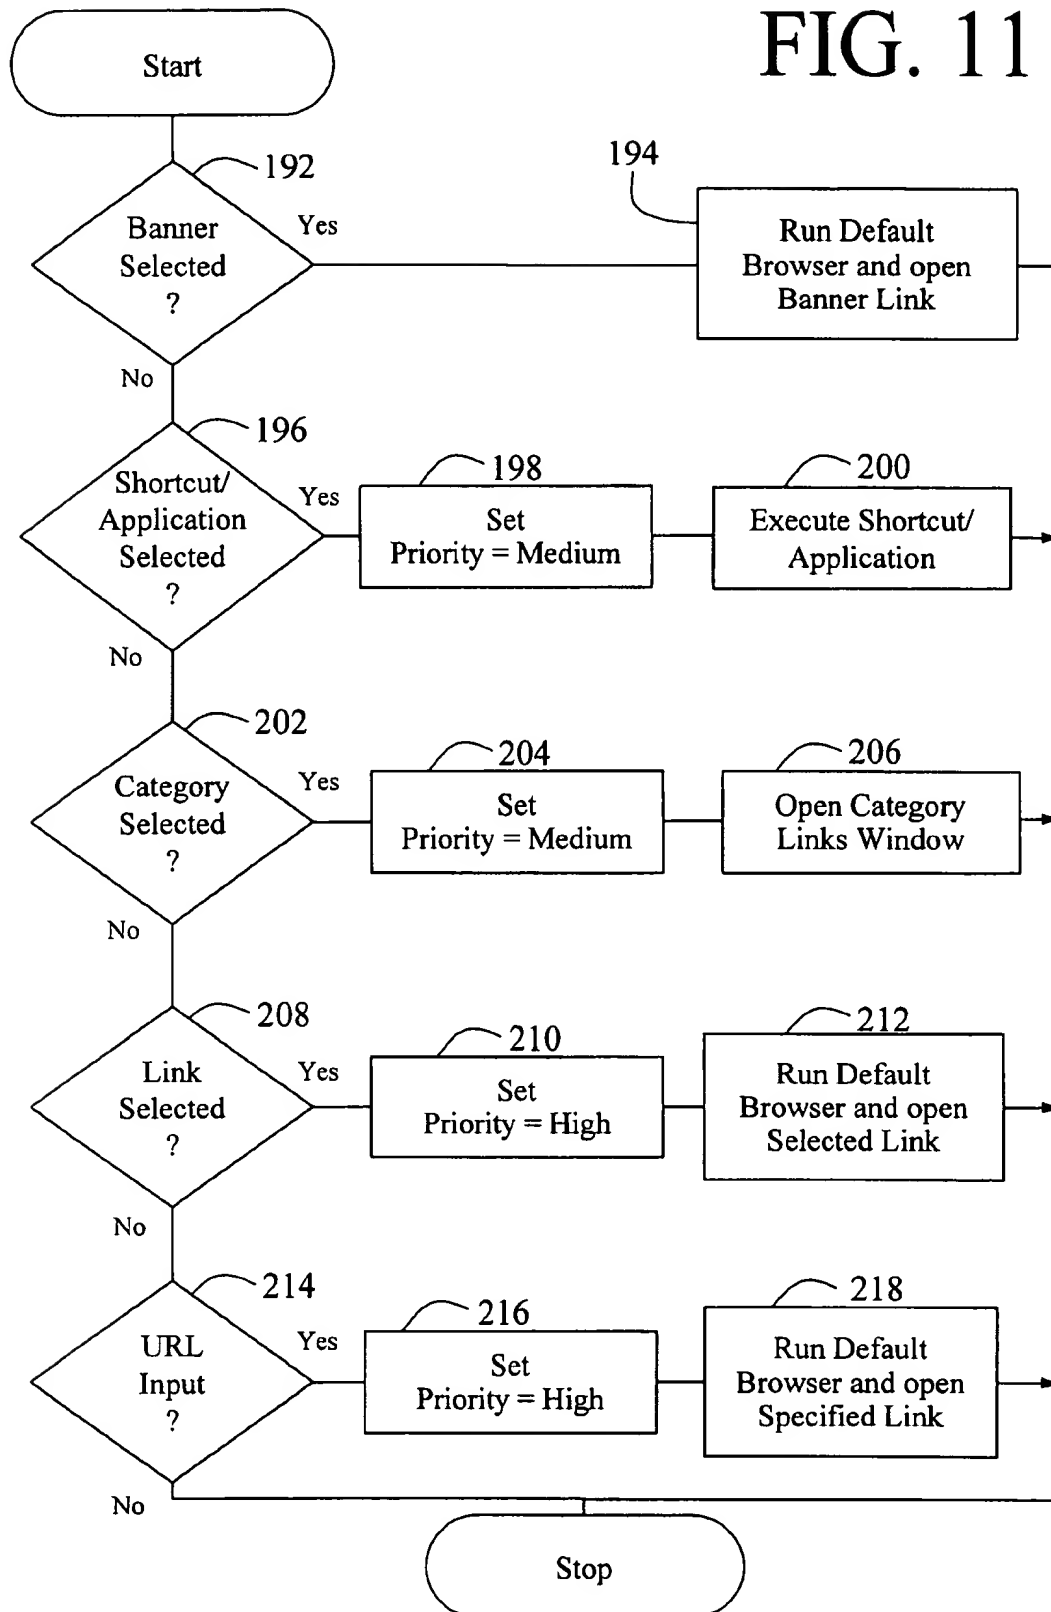 FIG. 11
Start
192
Banner
Selected
?
Yes
194
Run Default
Browser and open
Banner Link
No
196
Shortcut/
Application
Selected
?
Yes
198
Set
Priority = Medium
200
Execute Shortcut/
Application
No
202
Category
Selected
?
Yes
204
Set
Priority = Medium
206
Open Category
Links Window
No
208
Link
Selected
?
Yes
210
Set
Priority = High
212
Run Default
Browser and open
Selected Link
No
214
URL
Input
?
Yes
216
Set
Priority = High
218
Run Default
Browser and open
Specified Link
No
Stop